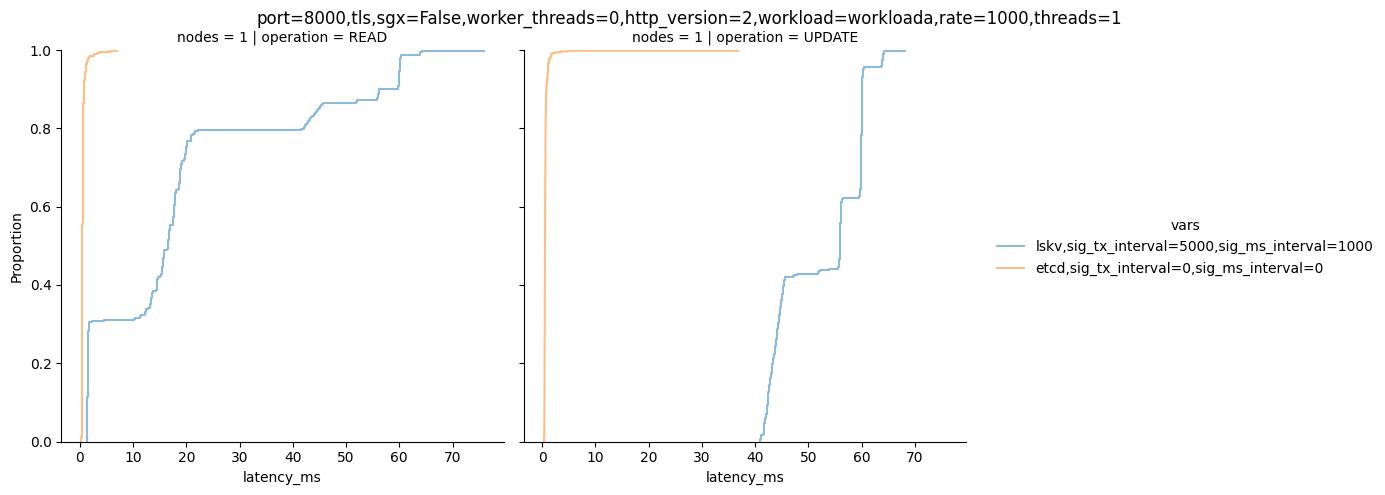 port=8000,tls,sgx=False,worker_threads=0,http_version=2,workload=workloada,rate=1000,threads=1
nodes = 1 | operation = READ
nodes = 1 | operation = UPDATE
1.0
0.8
0.6
0.4
0.2
0.0
Proportion
0 10 20 30 40 50 60 70
latency_ms
0 10 20 30 40 50 60 70
latency_ms
vars
lskv,sig_tx_interval=5000,sig_ms_interval=1000
etcd,sig_tx_interval=0,sig_ms_interval=0